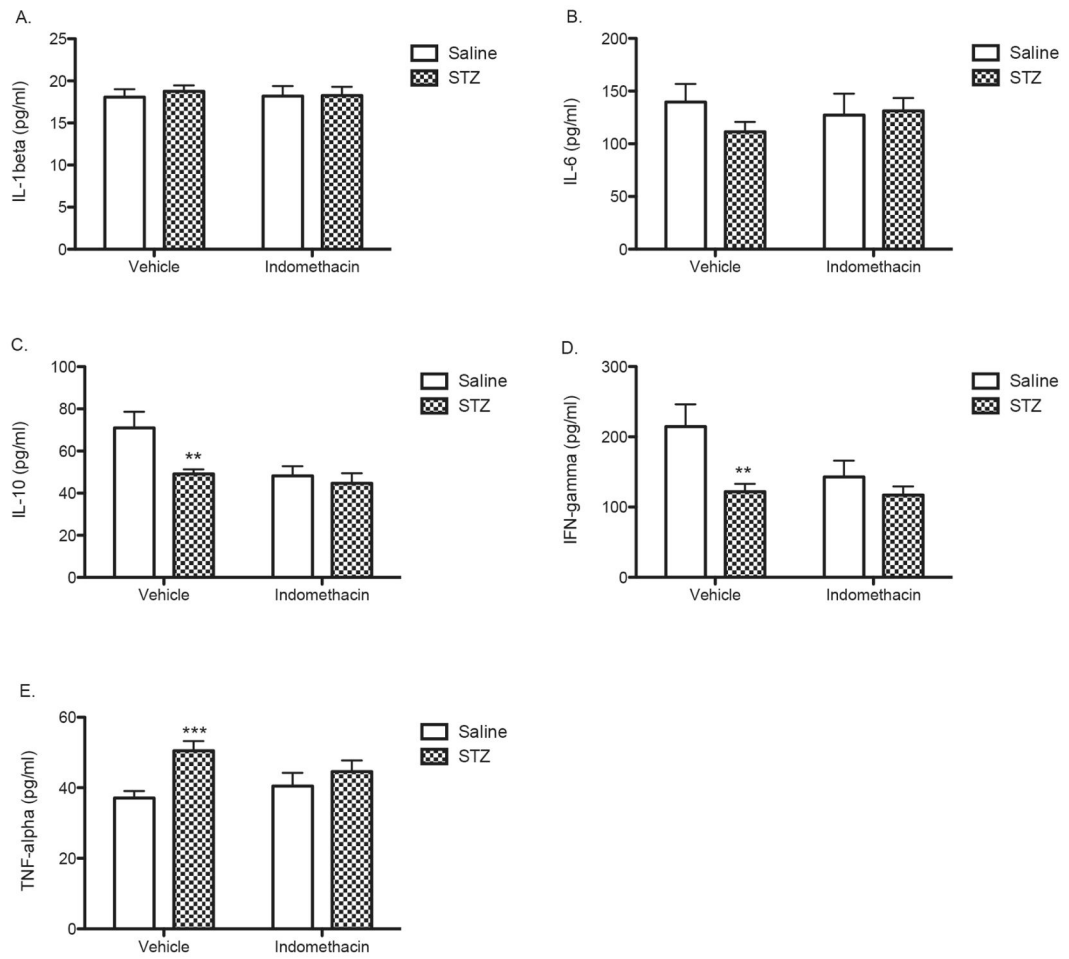 A.
25
20
15
10
5
0
IL-1beta (pg/ml)
Vehicle
Indomethacin
Saline
STZ
B.
200
150
100
50
0
IL-6 (pg/ml)
Vehicle
Indomethacin
Saline
STZ
C.
100
80
60
40
20
0
IL-10 (pg/ml)
**
Vehicle
Indomethacin
Saline
STZ
D.
300
200
100
0
IFN-gamma (pg/ml)
**
Vehicle
Indomethacin
Saline
STZ
E.
60
40
20
0
TNF-alpha (pg/ml)
***
Vehicle
Indomethacin
Saline
STZ